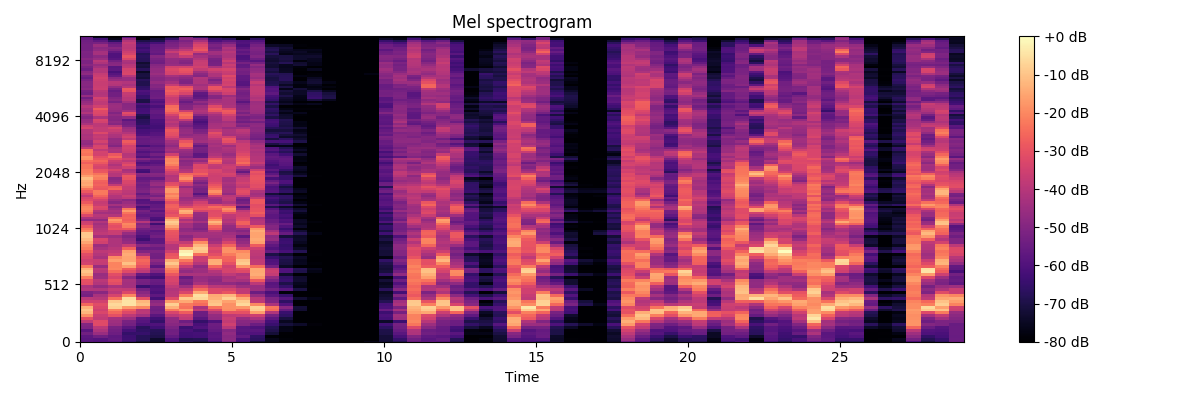 Mel spectrogram
8192
4096
2048
1024
512
0
Hz
0 5 10 15 20 25
Time
+0 dB
-10 dB
-20 dB
-30 dB
-40 dB
-50 dB
-60 dB
-70 dB
-80 dB